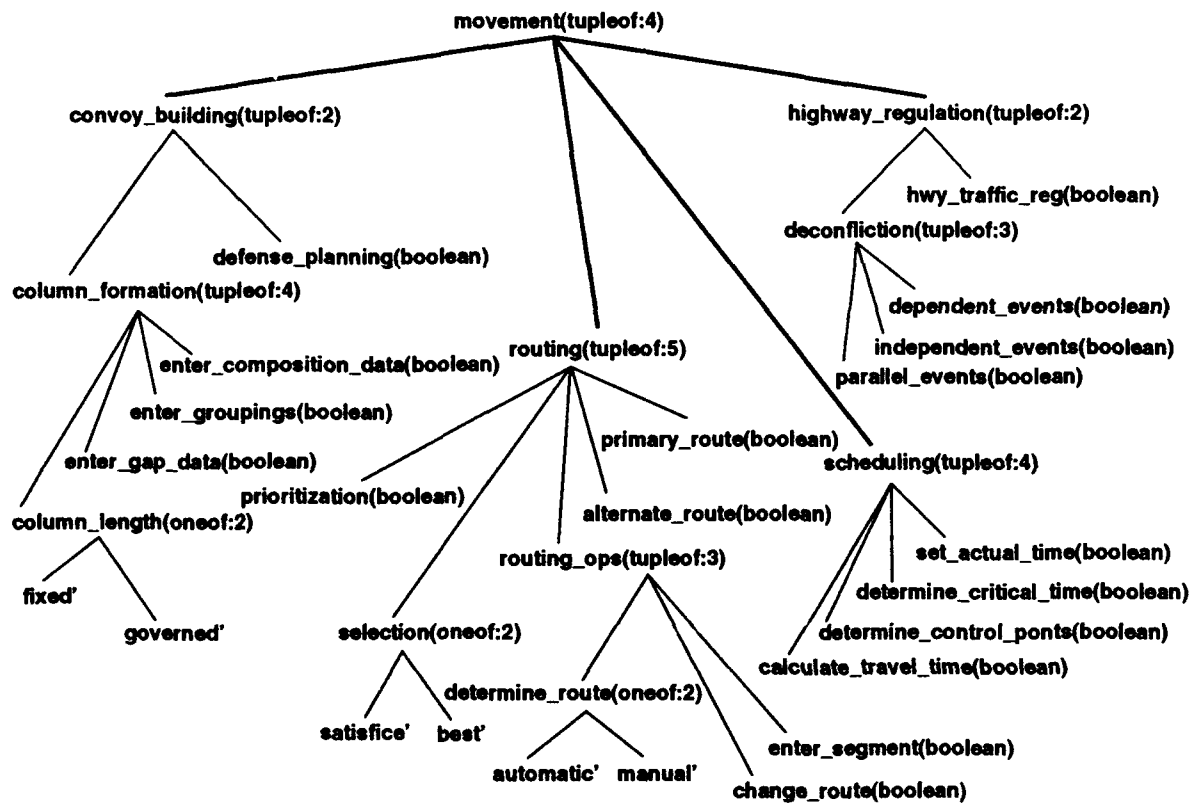 movement(tupleof:4)
convoy_building(tupleof:2)
highway_regulation(tupleof:2)
hwy_traffic_reg(boolean)
deconfliction(tupleof:3)
defense_planning(boolean)
column_formation(tupleof:4)
dependent_events(boolean)
independent_events(boolean)
routing(tupleof:5)
enter_composition_data(boolean)
parallel_events(boolean)
enter_groupings(boolean)
primary_route(boolean)
enter_gap_data(boolean)
scheduling(tupleof:4)
prioritization(boolean)
alternate_route(boolean)
column_length(oneof:2)
set_actual_time(boolean)
routing_ops(tupleof:3)
determine_critical_time(boolean)
fixed'
governed'
selection(oneof:2)
determine_control_ponts(boolean)
calculate_travel_time(boolean)
determine_route(oneof:2)
satisfice'
best'
enter_segment(boolean)
automatic'
manual'
change_route(boolean)